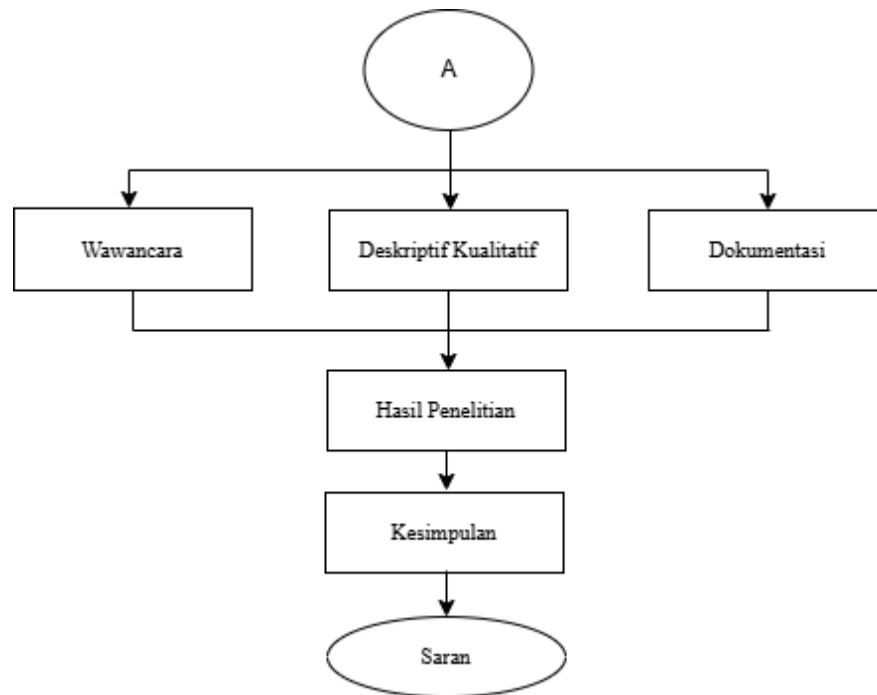 A
Wawancara
Deskriptif Kualitatif
Dokumentasi
Hasil Penelitian
Kesimpulan
Saran